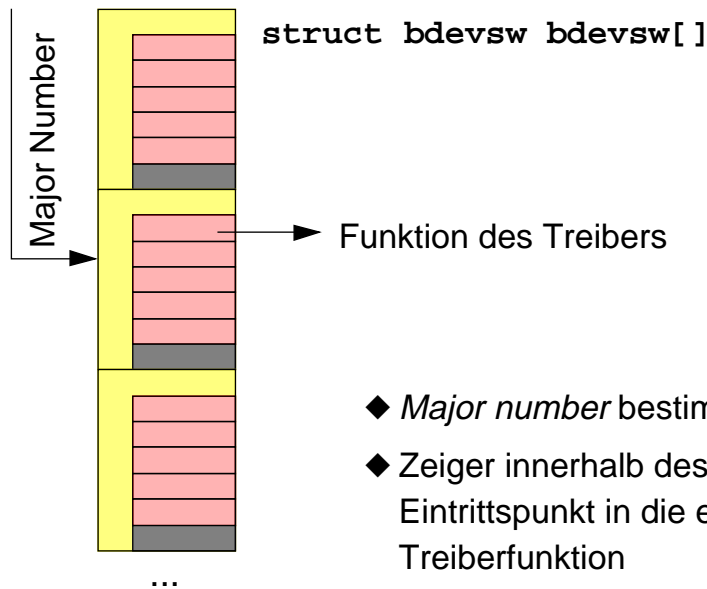 struct bdevsw bdevsw[]
Major Number
Funktion des Treibers
◆ Major number
◆ Zeiger innerhalb des
Eintrittspunkt in die
Treiberfunktion
...